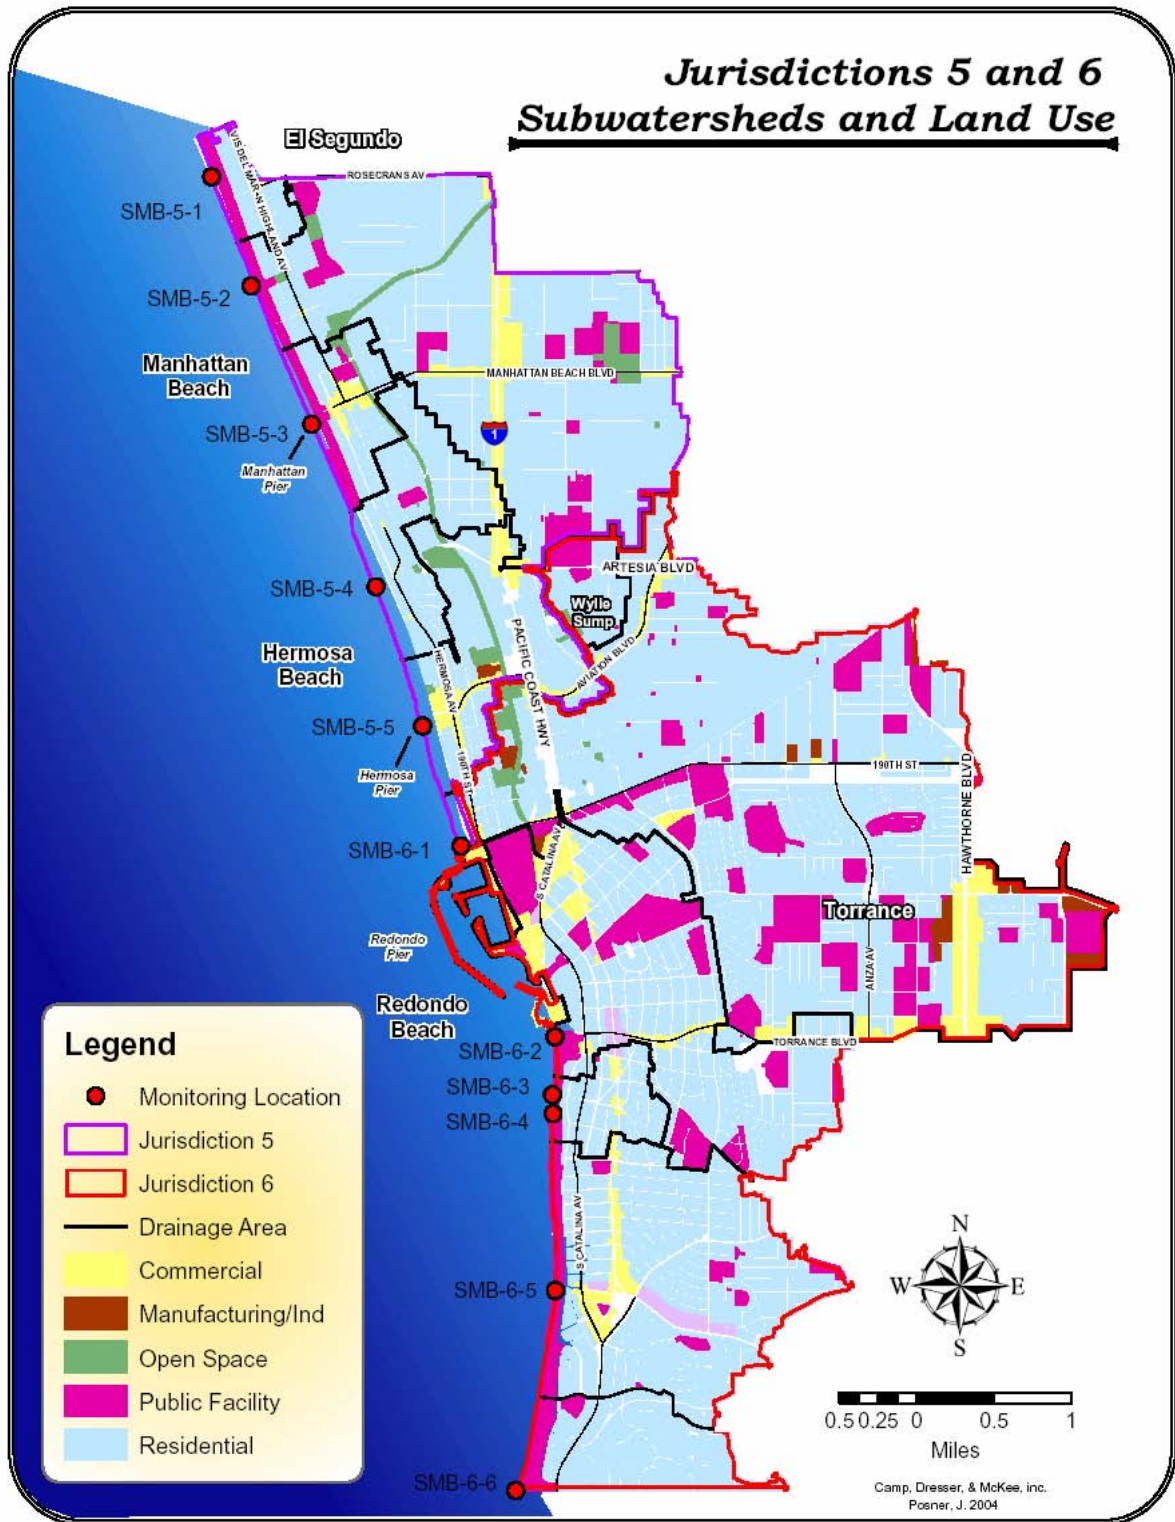 Jurisdictions 5 and 6
Subwatersheds and Land Use
El Segundo
VIS DEL MAR-N HIGHLAND AV
ROSECRANS AV
SMB-5-1
SMB-5-2
Manhattan
Beach
MANHATTAN BEACH BLVD
SMB-5-3
1
Manhattan
Pier
ARTESIA BLVD
SMB-5-4
Wylie
Sump
PACIFIC COAST HWY
AVIATION BLVD
Hermosa
Beach
HERMOSA AV
SMB-5-5
190TH ST
190TH ST
HAWTHORNE BLVD
Hermosa
Pier
SMB-6-1
S CATALINA AV
Torrance
Redondo
Pier
ANZA AV
Redondo
Beach
SMB-6-2
TORRANCE BLVD
SMB-6-3
SMB-6-4
S CATALINA AV
SMB-6-5
SMB-6-6
Legend
Monitoring Location
Jurisdiction 5
Jurisdiction 6
Drainage Area
Commercial
Manufacturing/Ind
Open Space
Public Facility
Residential
N
W E
S
0.5 0.25 0 0.5 1
Miles
Camp, Dresser, & McKee, inc.
Posner, J. 2004